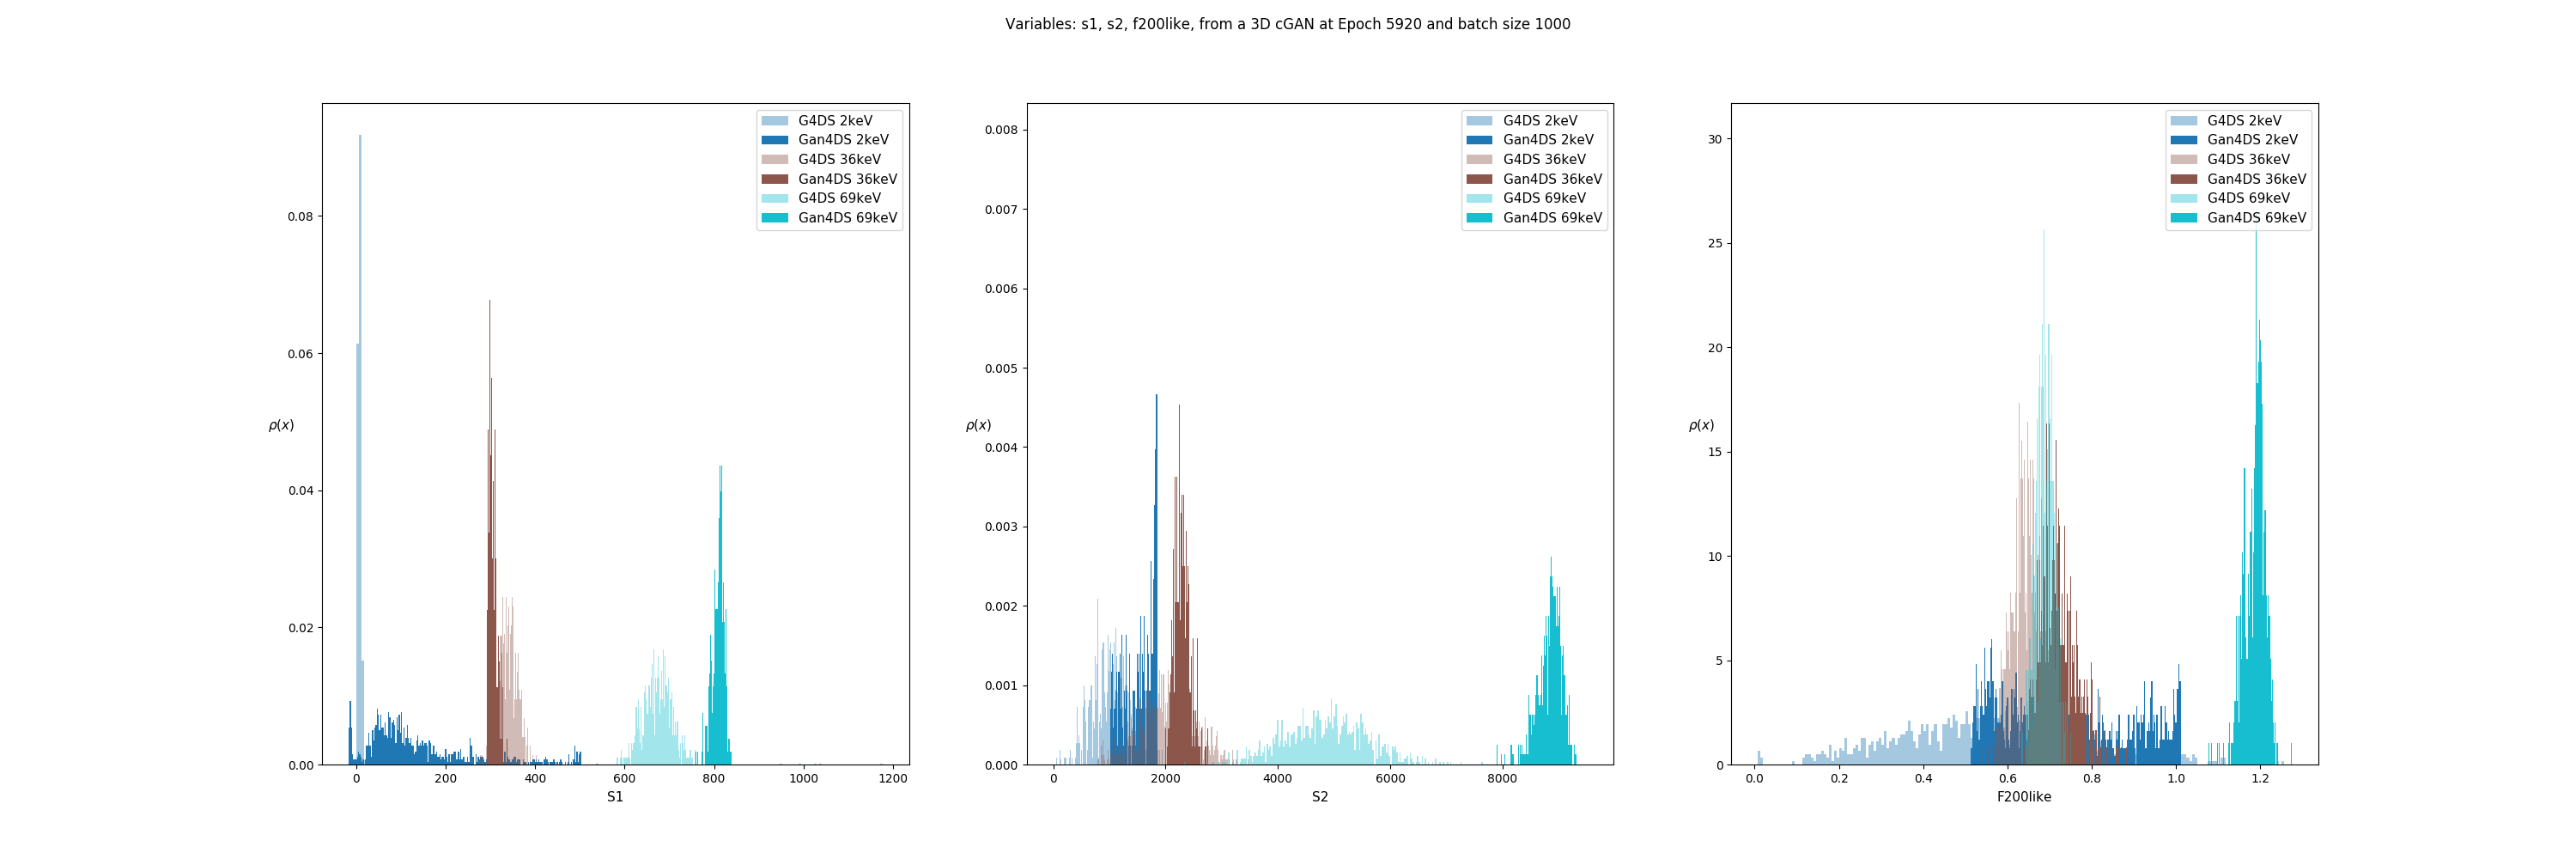 Variables: s1, s2, f200like, from a 3D cGAN at Epoch 5920 and batch size 1000
ρ(x)
0.08
0.06
0.04
0.02
0.00
0 200 400 600 800 1000 1200
S1
G4DS 2keV
Gan4DS 2keV
G4DS 36keV
Gan4DS 36keV
G4DS 69keV
Gan4DS 69keV
ρ(x)
0.008
0.007
0.006
0.005
0.004
0.003
0.002
0.001
0.000
0 2000 4000 6000 8000
S2
G4DS 2keV
Gan4DS 2keV
G4DS 36keV
Gan4DS 36keV
G4DS 69keV
Gan4DS 69keV
ρ(x)
30
25
20
15
10
5
0
0.0 0.2 0.4 0.6 0.8 1.0 1.2
F200like
G4DS 2keV
Gan4DS 2keV
G4DS 36keV
Gan4DS 36keV
G4DS 69keV
Gan4DS 69keV